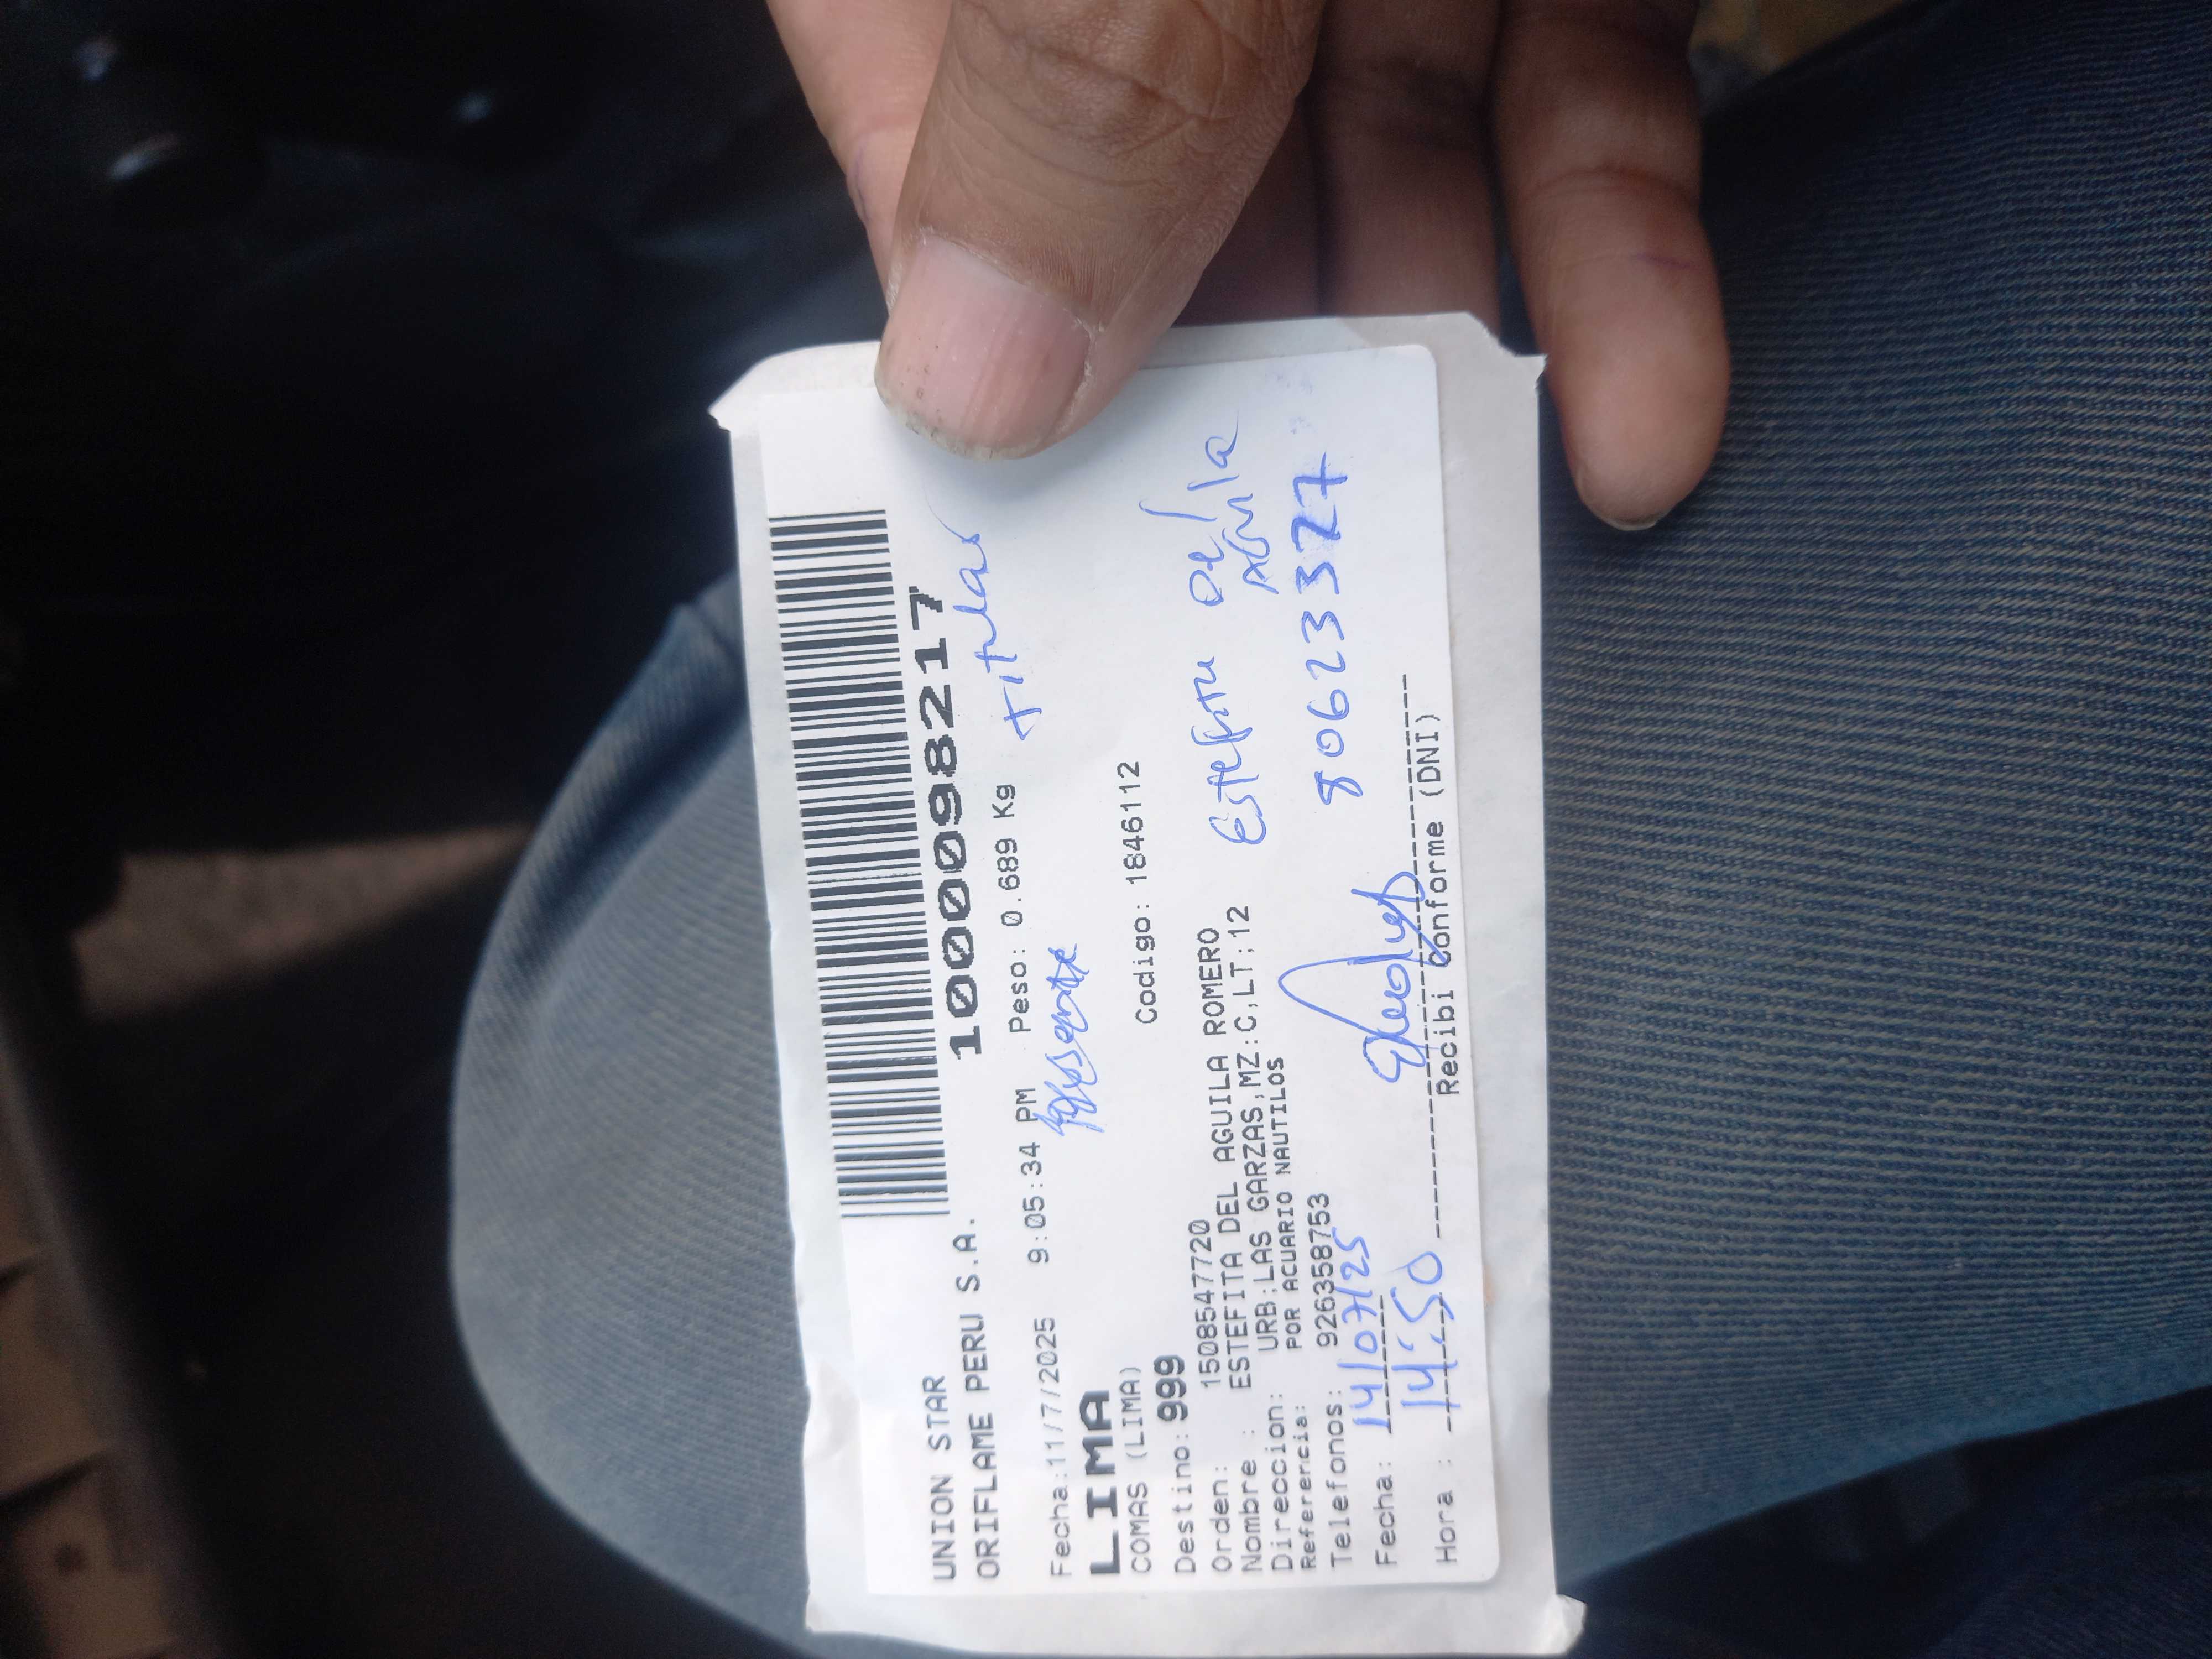 UNION STAR
ORIFLAME PERU S.A.
1000098217
Fecha:11/7/2025 9:05:34 PM Peso: 0.689 Kg titular
LIMA
COMAS (LIMA)
Destino: 999 Codigo: 1846112
Orden: 15085477720
Nombre : ESTEFITA DEL AGUILA ROMERO
Direccion: URB:LAS GARZAS,MZ:C,LT:12
Referencia: POR ACUARIO NAUTILOS
Telefonos: 926358753
Estefita Del
Aguila
80623327
Fecha: 14/07/25
Hora : 14:50
Recibi Conforme (DNI)